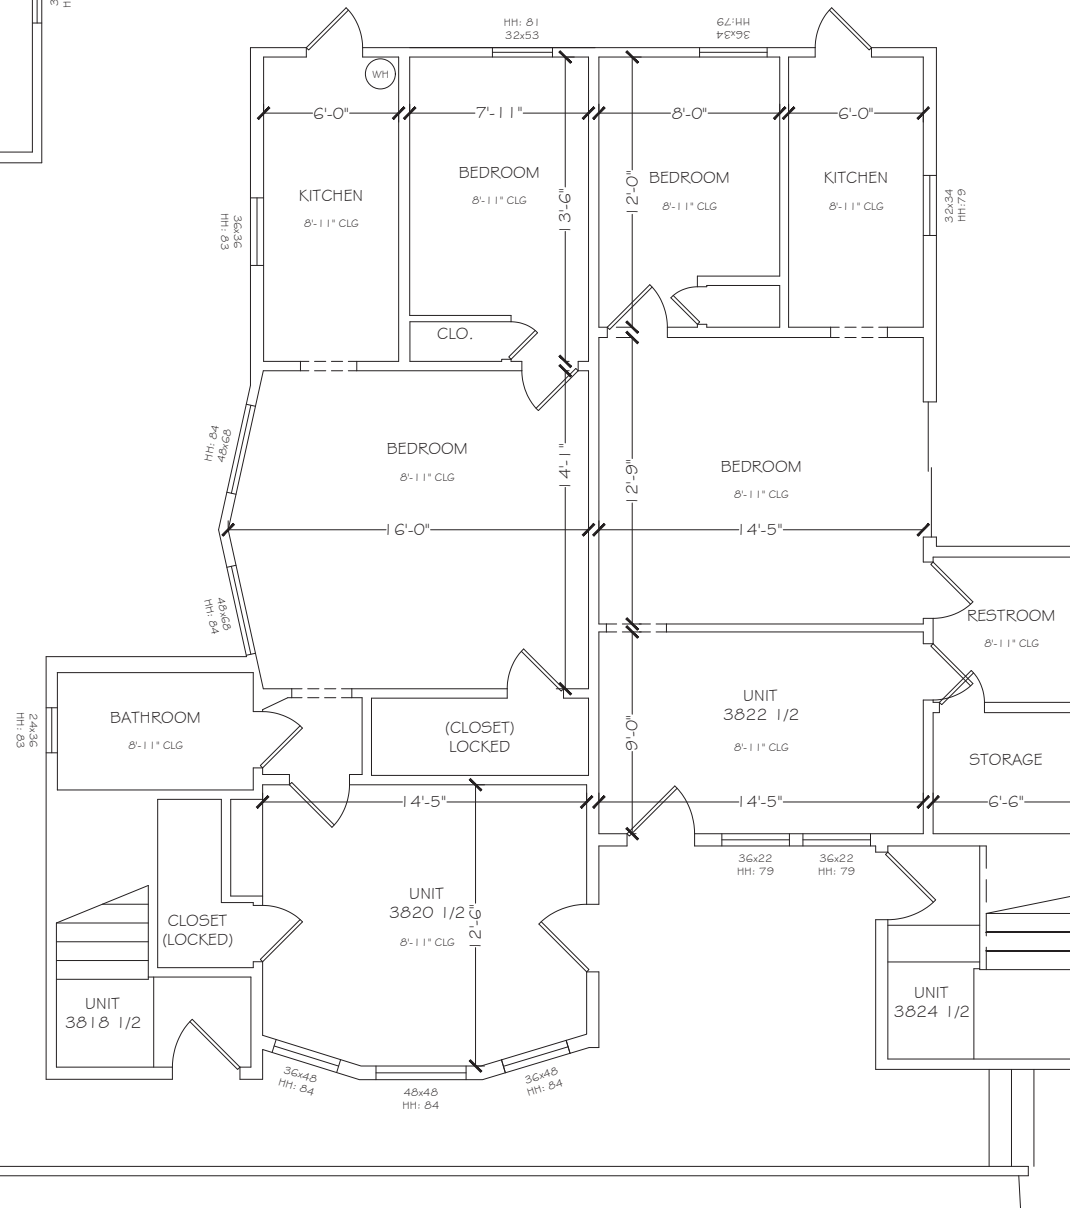 HH: 81
32x53
36x34
HH:79
WH
6'-0"
7'-11"
8'-0"
6'-0"
KITCHEN
8'-11" CLG
BEDROOM
8'-11" CLG
13'-6"
12'-0"
BEDROOM
8'-11" CLG
KITCHEN
8'-11" CLG
36x36
HH: 83
32x34
HH:79
CLO.
HH: 84
48x68
BEDROOM
8'-11" CLG
14'-1"
12'-9"
BEDROOM
8'-11" CLG
16'-0"
14'-5"
48x68
HH: 84
RESTROOM
8'-11" CLG
BATHROOM
8'-11" CLG
24x36
HH: 83
(CLOSET)
LOCKED
9'-0"
UNIT
3822 1/2
8'-11" CLG
STORAGE
14'-5"
14'-5"
6'-6"
36x22
HH: 79
36x22
HH: 79
UNIT
3820 1/2
8'-11" CLG
12'-6"
CLOSET
(LOCKED)
UNIT
3818 1/2
UNIT
3824 1/2
36x48
HH: 84
48x48
HH: 84
36x48
HH: 84